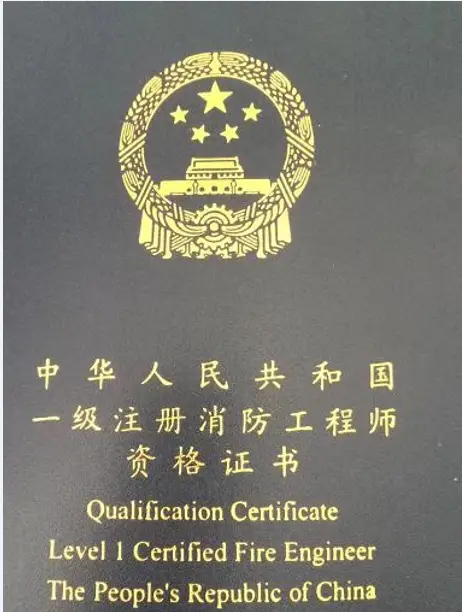 中华人民共和国
一级注册消防工程师
资格证书
Qualification Certificate
Level 1 Certified Fire Engineer
The People's Republic of China